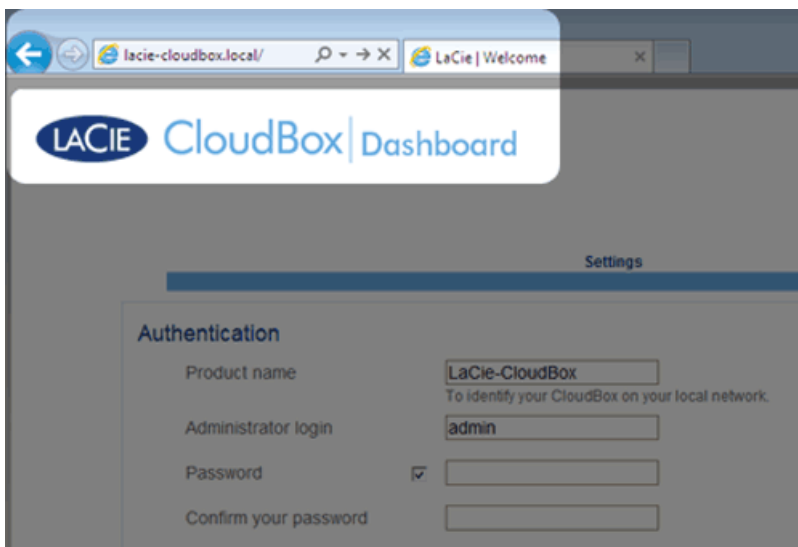 lacie-cloudbox.local/
LaCie | Welcome
LACIE CloudBox | Dashboard
Settings
Authentication
Product name
LaCie-CloudBox
To identify your CloudBox on your local network.
Administrator login
admin
Password
Confirm your password